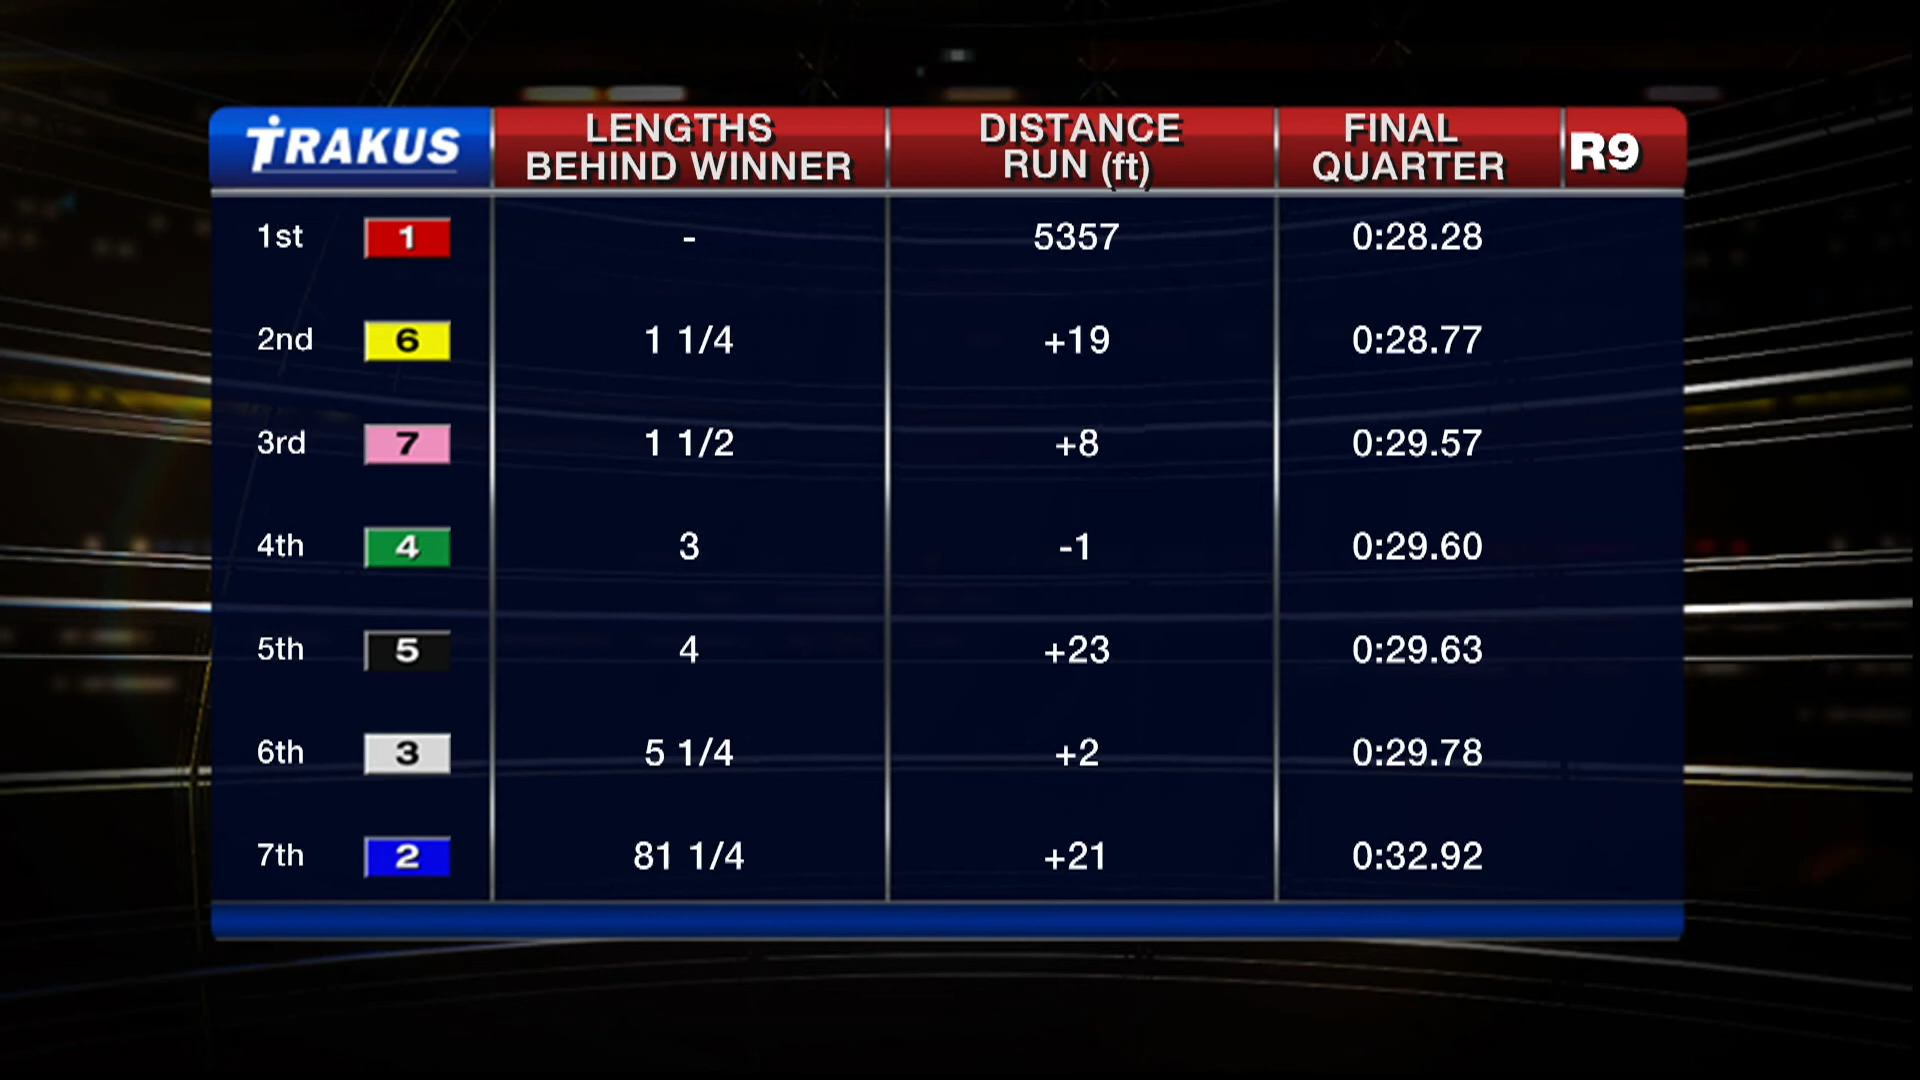 TRAKUS
LENGTHS
BEHIND WINNER
DISTANCE
RUN (ft)
FINAL
QUARTER
R9
1st 1 - 5357 0:28.28
2nd 6 1 1/4 +19 0:28.77
3rd 7 1 1/2 +8 0:29.57
4th 4 3 -1 0:29.60
5th 5 4 +23 0:29.63
6th 3 5 1/4 +2 0:29.78
7th 2 81 1/4 +21 0:32.92